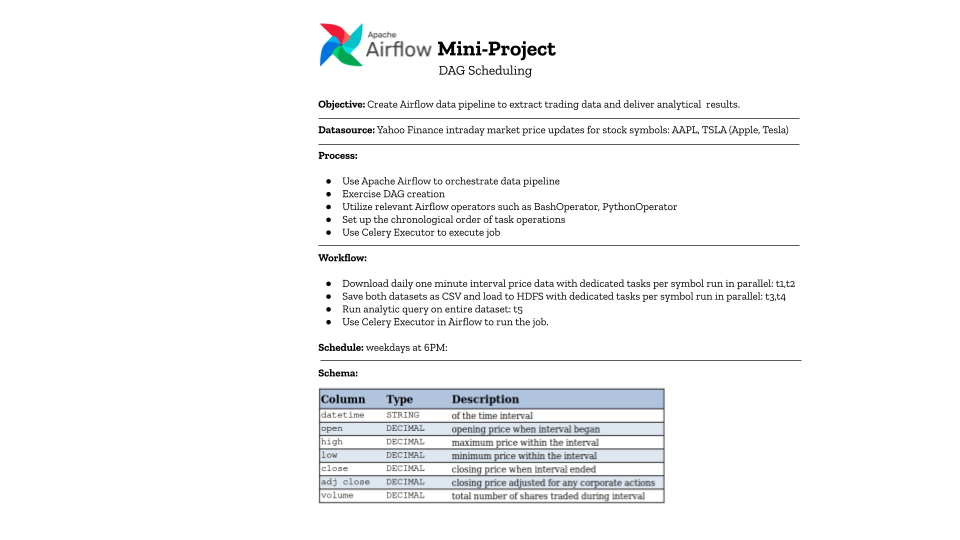 Apache
Airflow Mini-Project
DAG Scheduling
Objective: Create Airflow data pipeline to extract trading data and deliver analytical results.
Datasource: Yahoo Finance intraday market price updates for stock symbols: AAPL, TSLA (Apple, Tesla)
Process:
● Use Apache Airflow to orchestrate data pipeline
● Exercise DAG creation
● Utilize relevant Airflow operators such as BashOperator, PythonOperator
● Set up the chronological order of task operations
● Use Celery Executor to execute job
Workflow:
● Download daily one minute interval price data with dedicated tasks per symbol run in parallel: t1,t2
● Save both datasets as CSV and load to HDFS with dedicated tasks per symbol run in parallel: t3,t4
● Run analytic query on entire dataset: t5
● Use Celery Executor in Airflow to run the job.
Schedule: weekdays at 6PM:
Schema:
Column Type Description
datetime STRING of the time interval
open DECIMAL opening price when interval began
high DECIMAL maximum price within the interval
low DECIMAL minimum price within the interval
close DECIMAL closing price when interval ended
adj close DECIMAL closing price adjusted for any corporate actions
volume DECIMAL total number of shares traded during interval